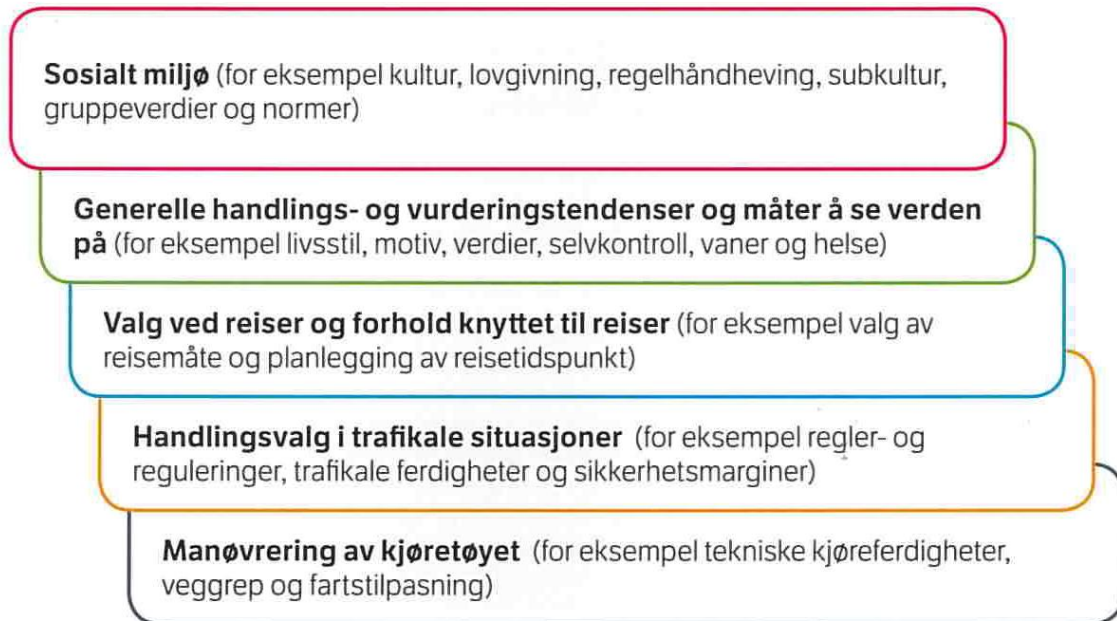 Sosialt miljø (for eksempel kultur, lovgivning, regelhåndheving, subkultur,
gruppeverdier og normer)
Generelle handlings- og vurderingstendenser og måter å se verden
på (for eksempel livsstil, motiv, verdier, selvkontroll, vaner og helse)
Valg ved reiser og forhold knyttet til reiser (for eksempel valg av
reisemåte og planlegging av reisetidspunkt)
Handlingsvalg i trafikale situasjoner (for eksempel regler- og
reguleringer, trafikale ferdigheter og sikkerhetsmarginer)
Manøvrering av kjøretøyet (for eksempel tekniske kjøreferdigheter,
veggrep og fartstilpasning)